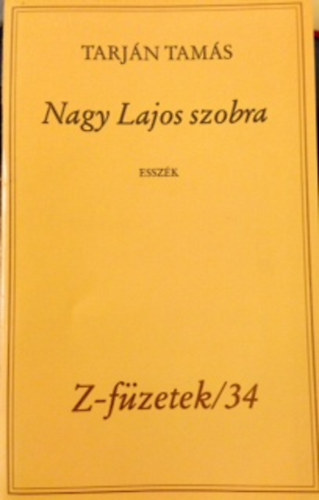 TARJÁN TAMÁS
Nagy Lajos szobra
ESSZÉK
Z-füzetek/34